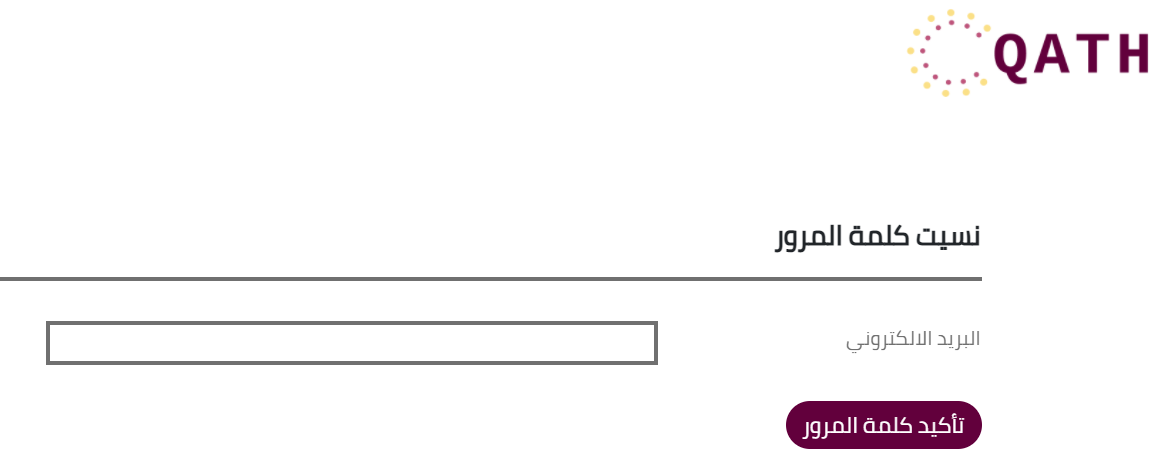 QATH
نسيت كلمة المرور
البريد الالكتروني
تأكيد كلمة المرور